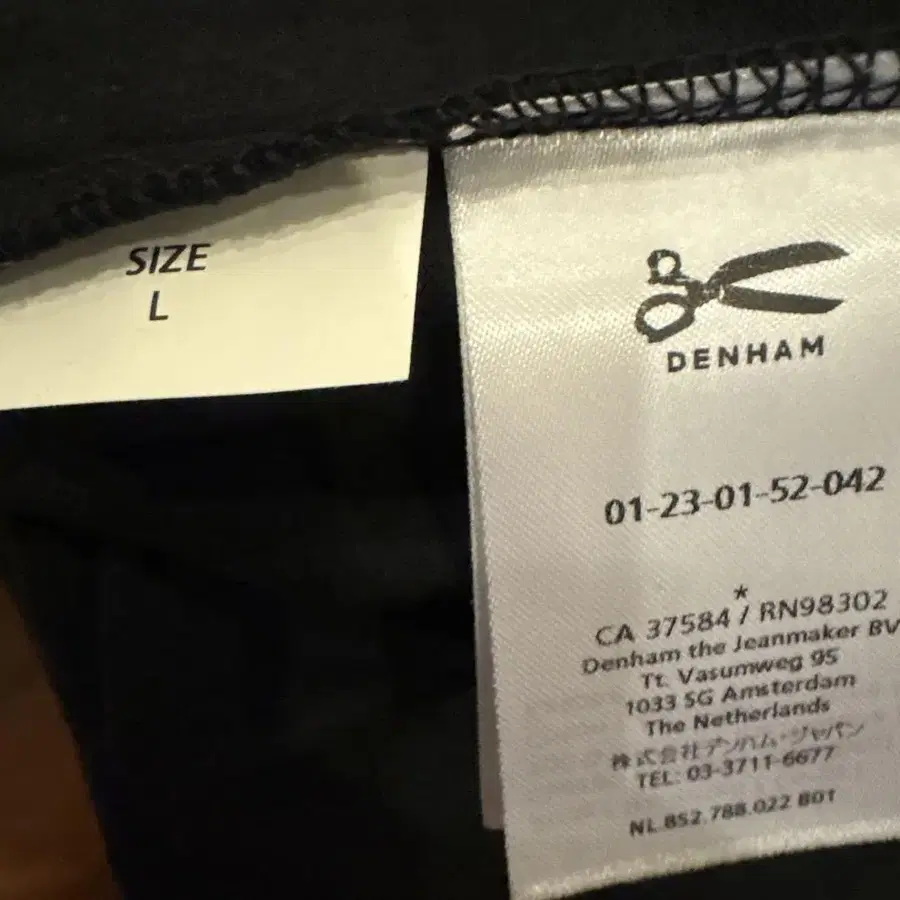 SIZE
L
DENHAM
01-23-01-52-042
*
CA 37584 / RN98302
Denham the Jeanmaker BV
Tt. Vasumweg 95
1033 SG Amsterdam
The Netherlands
株式会社デンハム・ジャパン
TEL: 03-3711-6677
NL.852.788.022 B01